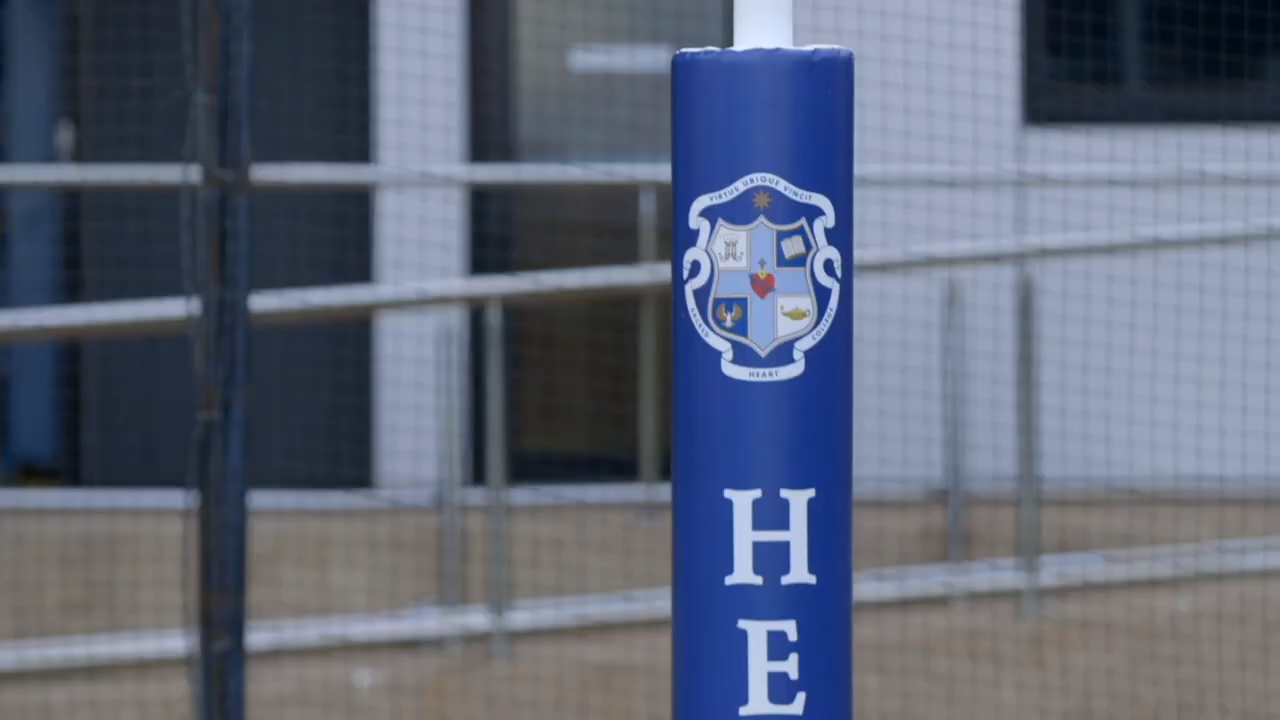 VIRTUS UBIQUE VINCIT
SACRED
HEART
COLLEGE
H
E